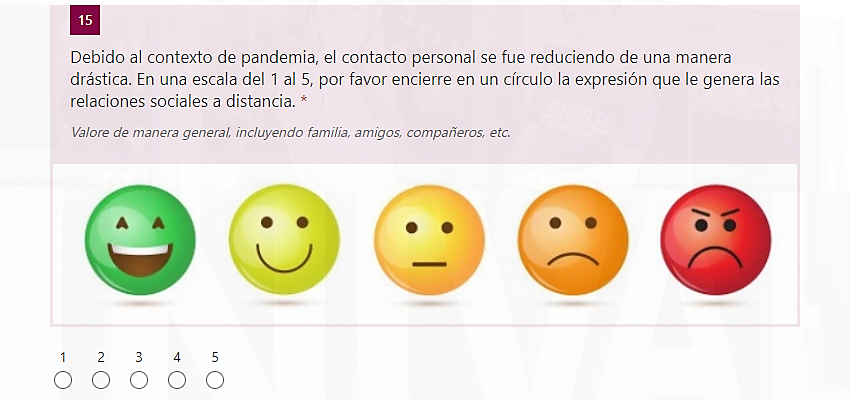 15
Debido al contexto de pandemia, el contacto personal se fue reduciendo de una manera
drástica. En una escala del 1 al 5, por favor encierre en un círculo la expresión que le genera las
relaciones sociales a distancia. *
Valore de manera general, incluyendo familia, amigos, compañeros, etc.
1 2 3 4 5